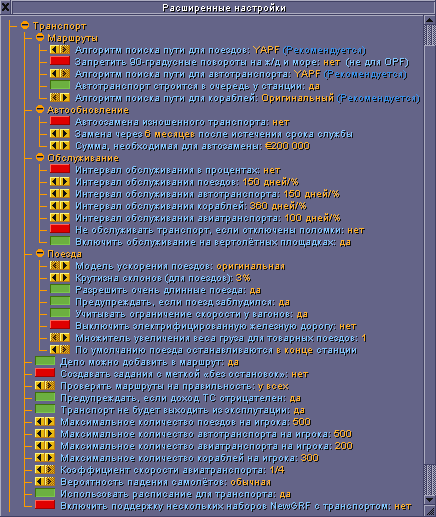 Расширенные настройки
Транспорт
Маршруты
Алгоритм поиска пути для поездов: YAPF (Рекомендуется)
Запретить 90-градусные повороты на ж/д и море: нет (не для OPF)
Алгоритм поиска пути для автотранспорта: YAPF (Рекомендуется)
Автотранспорт строится в очередь у станции: да
Алгоритм поиска пути для кораблей: Оригинальный (Рекомендуется)
Автообновление
Автозамена изношенного транспорта: нет
Замена через 6 месяцев после истечения срока службы
Сумма, необходимая для автозамены: €200 000
Обслуживание
Интервал обслуживания в процентах: нет
Интервал обслуживания поездов: 150 дней/%
Интервал обслуживания автотранспорта: 150 дней/%
Интервал обслуживания кораблей: 360 дней/%
Интервал обслуживания авиатранспорта: 100 дней/%
Не обслуживать транспорт, если отключены поломки: нет
Включить обслуживание на вертолётных площадках: да
Поезда
Модель ускорения поездов: оригинальная
Крутизна склонов (для поездов): 3%
Разрешить очень длинные поезда: да
Предупреждать, если поезд заблудился: да
Учитывать ограничение скорости у вагонов: да
Выключить электрифицированную железную дорогу: нет
Множитель увеличения веса груза для товарных поездов: 1
По умолчанию поезда останавливаются в конце станции
Депо можно добавить в маршрут: да
Создавать задания с меткой «без остановок»: нет
Проверять маршруты на правильность: у всех
Предупреждать, если доход ТС отрицателен: да
Транспорт не будет выходить из эксплутации: да
Максимальное количество поездов на игрока: 500
Максимальное количество автотранспорта на игрока: 500
Максимальное количество авиатранспорта на игрока: 200
Максимальное количество кораблей на игрока: 300
Коэффициент скорости авиатранспорта: 1/4
Вероятность падения самолётов: обычная
Использовать расписание для транспорта: да
Включить поддержку нескольких наборов NewGRF с транспортом: нет